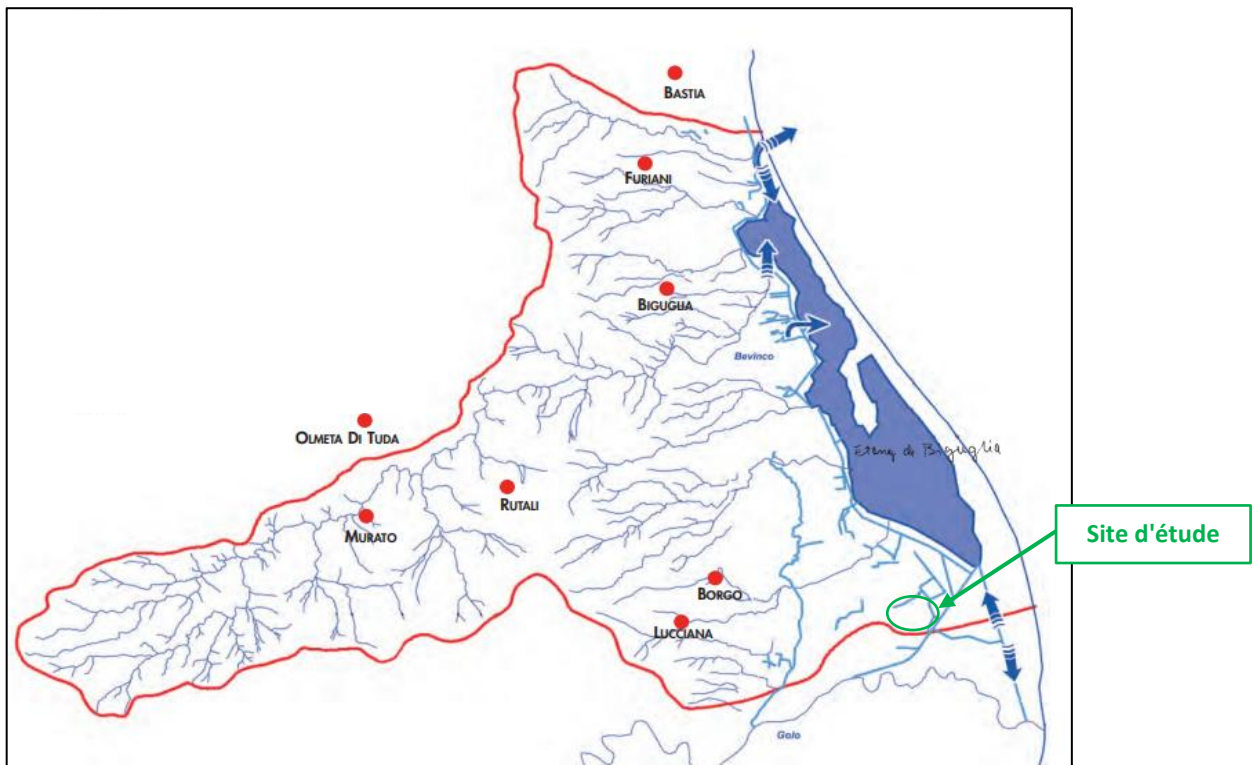 BASTIA
FURIANI
BIGUGLIA
Bevinco
OLMETA DI TUDA
Etang de Biguglia
RUTALI
MURATO
Site d'étude
BORGO
LUCCIANA
Golo